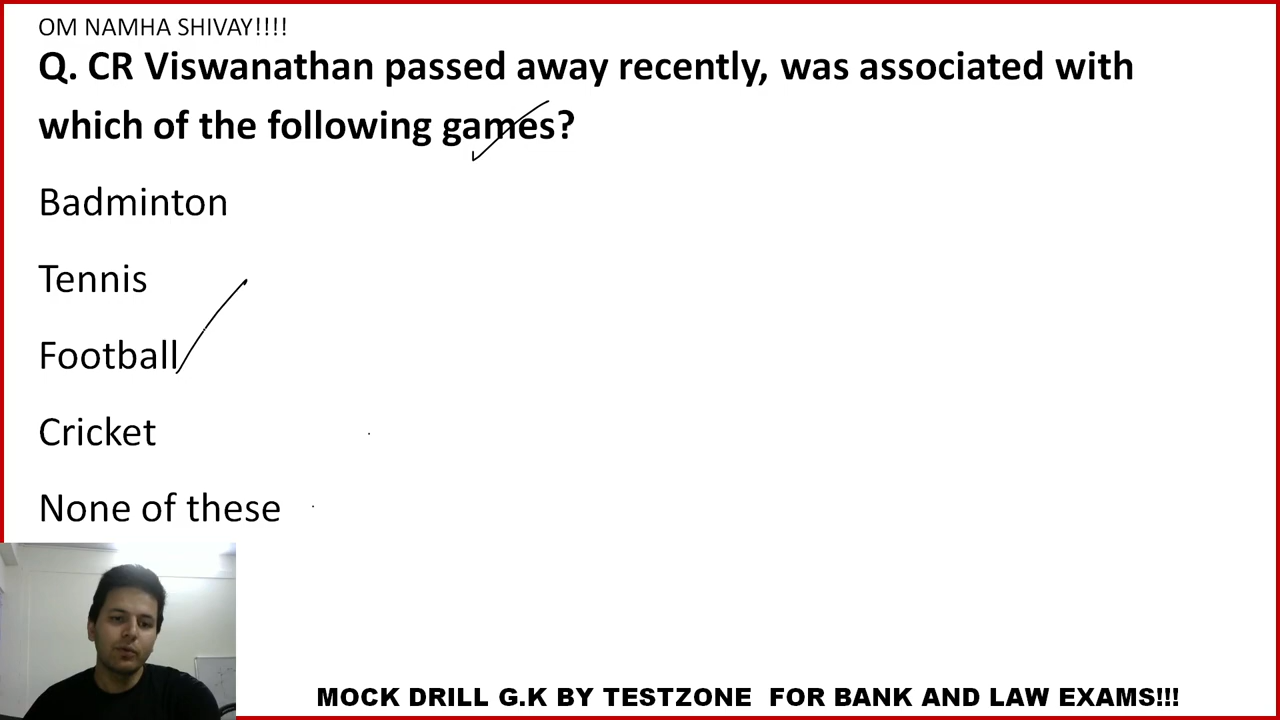 OM NAMHA SHIVAY!!!!
Q. CR Viswanathan passed away recently, was associated with
which of the following games?
Badminton
Tennis
Football
Cricket
None of these
MOCK DRILL G.K BY TESTZONE FOR BANK AND LAW EXAMS!!!